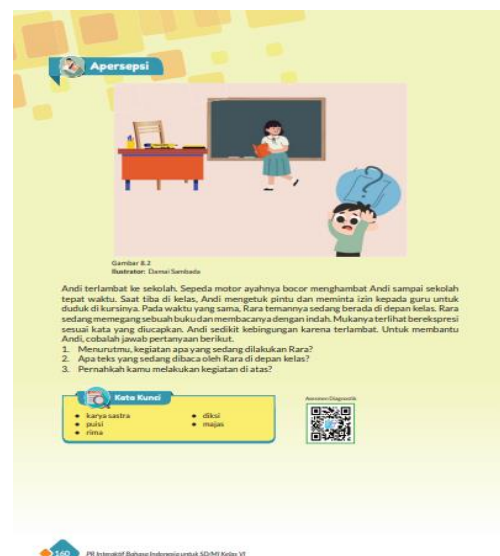 Apersepsi
Gambar 8.2
Ilustrator: Damai Sambada
Andi terlambat ke sekolah. Sepeda motor ayahnya bocor menghambat Andi sampai sekolah
tepat waktu. Saat tiba di kelas, Andi mengetuk pintu dan meminta izin kepada guru untuk
duduk di kursinya. Pada waktu yang sama, Rara temannya sedang berada di depan kelas. Rara
sedang memegang sebuah buku dan membacanya dengan indah. Mukanya terlihat berekspresi
sesuai kata yang diucapkan. Andi sedikit kebingungan karena terlambat. Untuk membantu
Andi, cobalah jawab pertanyaan berikut.
1. Menurutmu, kegiatan apa yang sedang dilakukan Rara?
2. Apa teks yang sedang dibaca oleh Rara di depan kelas?
3. Pernahkah kamu melakukan kegiatan di atas?
Kata Kunci
• karya sastra
• puisi
• rima
• diksi
• majas
Asesmen Diagnostik
160 PR Interaktif Bahasa Indonesia untuk SD/MI Kelas VI